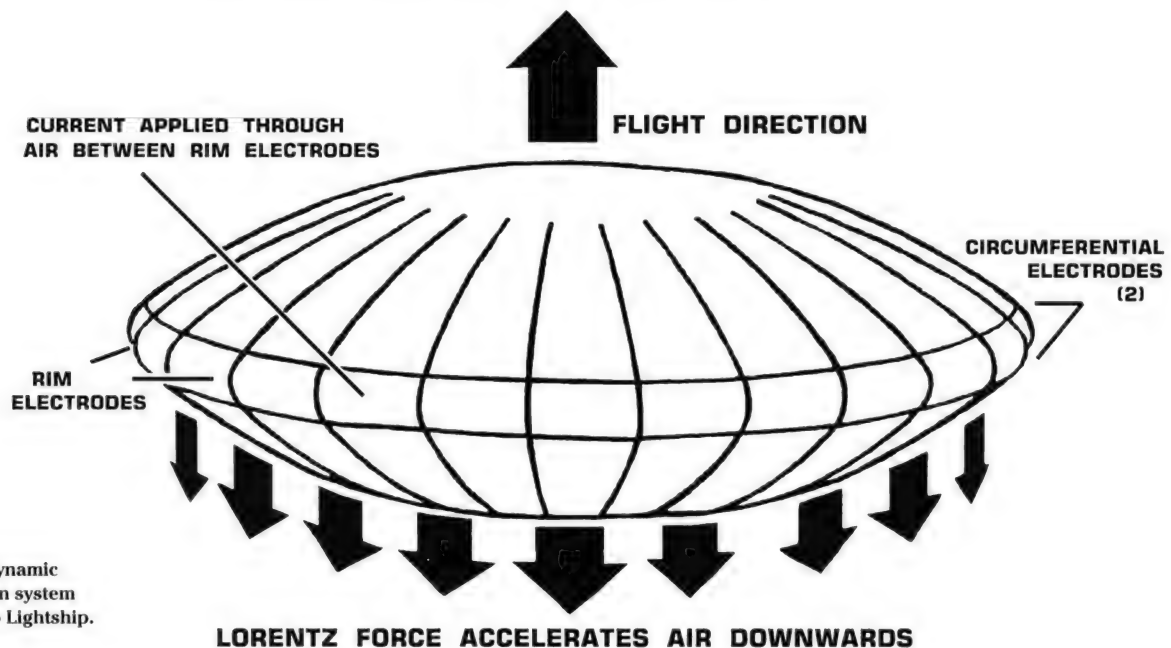 FLIGHT DIRECTION
CURRENT APPLIED THROUGH
AIR BETWEEN RIM ELECTRODES
CIRCUMFERENTIAL
ELECTRODES
(2)
RIM
ELECTRODES
system
Lightship.
LORENTZ FORCE ACCELERATES AIR DOWNWARDS